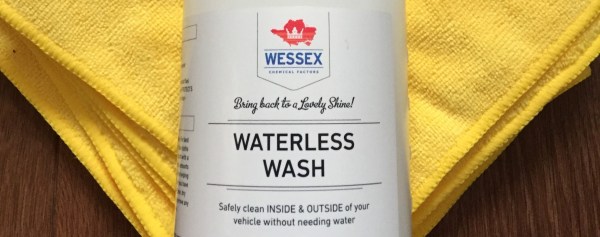 WESSEX
CHEMICAL FACTORS
Bring back to a Lovely Shine!
WATERLESS
WASH
Safely clean INSIDE & OUTSIDE of your
vehicle without needing water